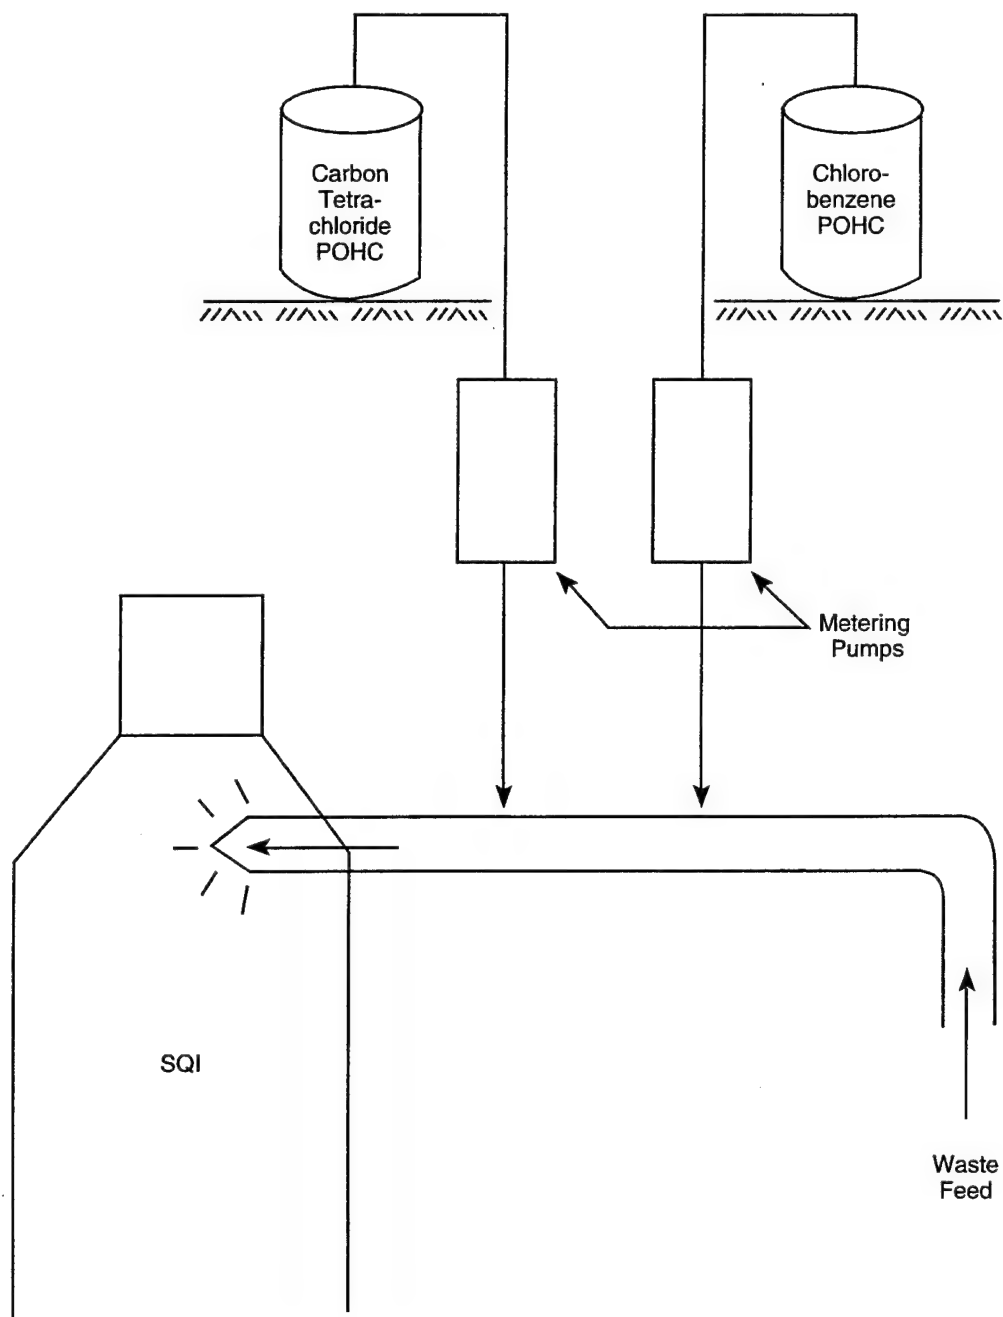 Carbon
Tetra-
chloride
POHC
Chloro-
benzene
POHC
Metering
Pumps
SQI
Waste
Feed